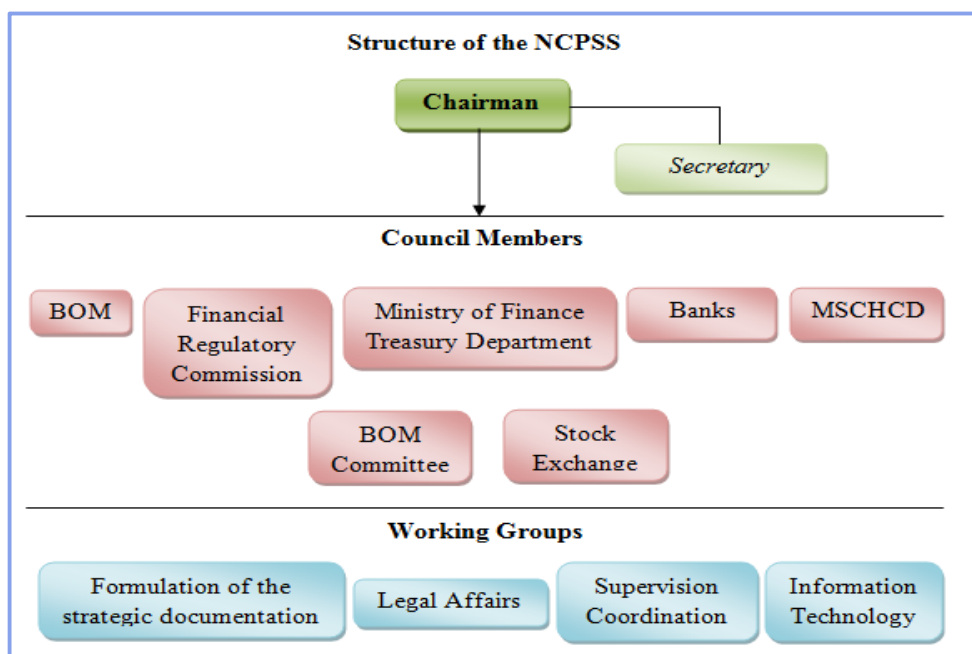 Structure of the NCPSS
Chairman
Secretary
Council Members
BOM
Financial
Regulatory
Commission
Ministry of Finance
Treasury Department
Banks
MSCHCD
BOM
Committee
Stock
Exchange
Working Groups
Formulation of the
strategic documentation
Legal Affairs
Supervision
Coordination
Information
Technology